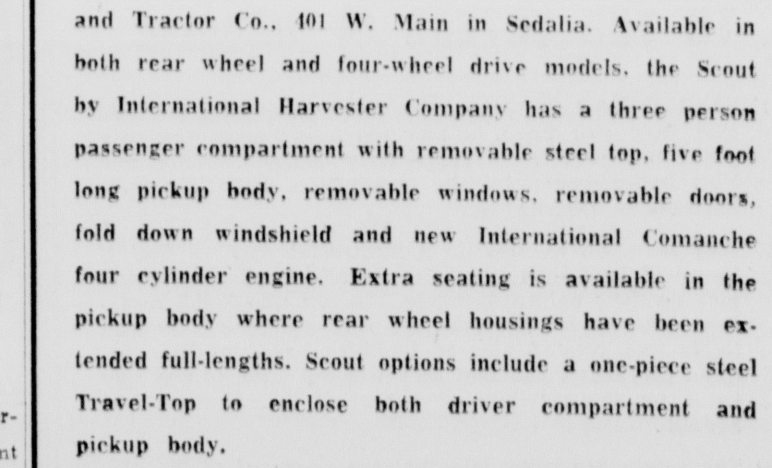 and Tractor Co., 401 W. Main in Sedalia. Available in
both rear wheel and four-wheel drive models, the Scout
by International Harvester Company has a three person
passenger compartment with removable steel top, five foot
long pickup body, removable windows, removable doors,
fold down windshield and new International Comanche
four cylinder engine. Extra seating is available in the
pickup body where rear wheel housings have been ex-
tended full-lengths. Scout options include a one-piece steel
Travel-Top to enclose both driver compartment and
pickup body.
r-
nt